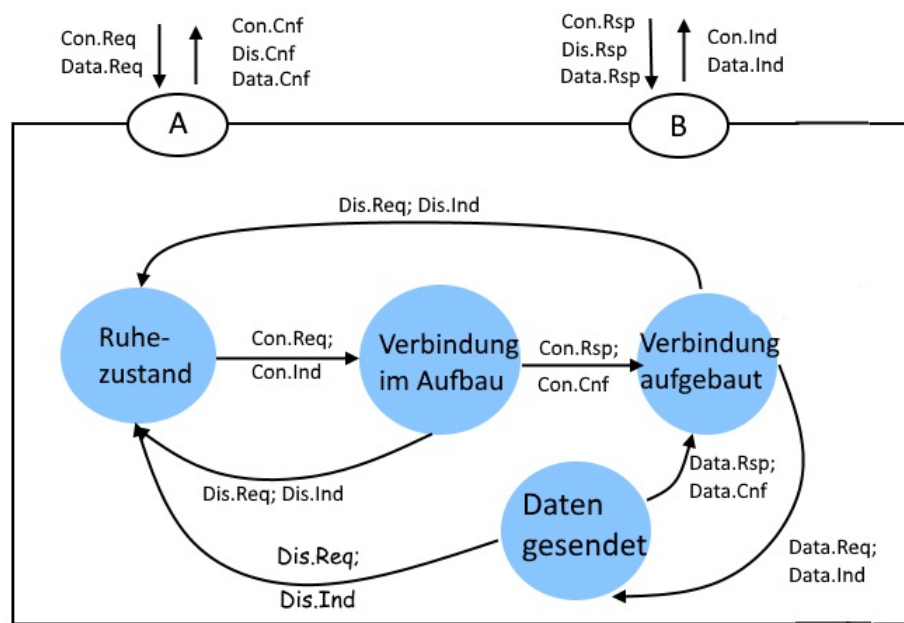 Con.Req
Data.Req
Con.Cnf
Dis.Cnf
Data.Cnf
Con.Rsp
Dis.Rsp
Data.Rsp
Con.Ind
Data.Ind
A
B
Dis.Req; Dis.Ind
Ruhe-
zustand
Con.Req;
Con.Ind
Verbindung
im Aufbau
Con.Rsp;
Con.Cnf
Verbindung
aufgebaut
Dis.Req; Dis.Ind
Data.Rsp;
Data.Cnf
Daten
gesendet
Dis.Req;
Dis.Ind
Data.Req;
Data.Ind